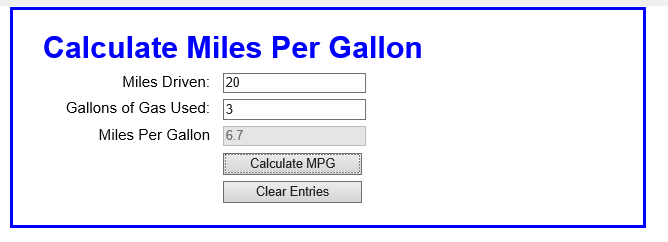 Calculate Miles Per Gallon
Miles Driven: 20
Gallons of Gas Used: 3
Miles Per Gallon 6.7
Calculate MPG
Clear Entries